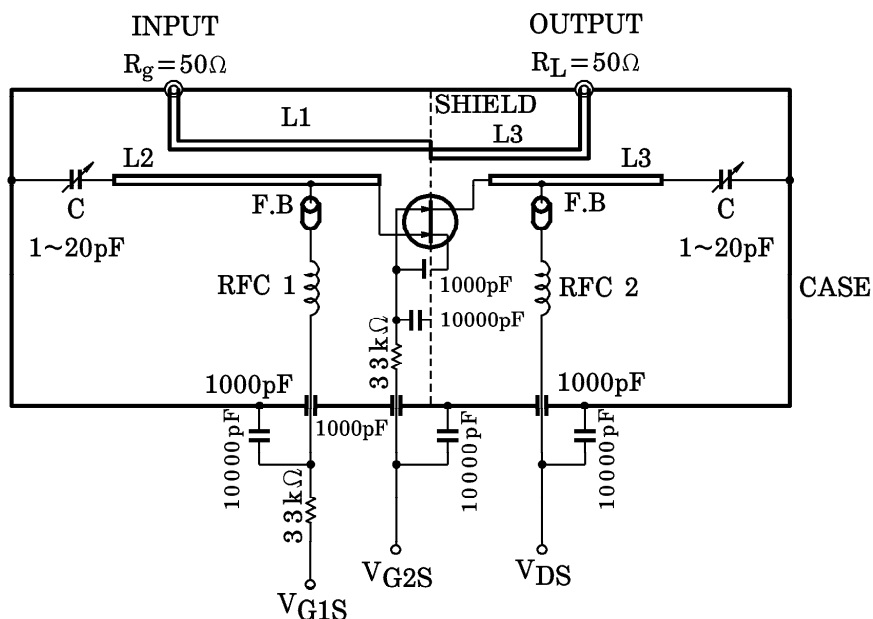 INPUT
Rg=50Ω
OUTPUT
RL=50Ω
SHIELD
L1
L3
L2
L3
F.B
F.B
C
1~20pF
C
1~20pF
RFC 1
1000pF
RFC 2
CASE
10000pF
33kΩ
1000pF
1000pF
1000pF
10000pF
10000pF
10000pF
33kΩ
VG1S
VG2S
VDS